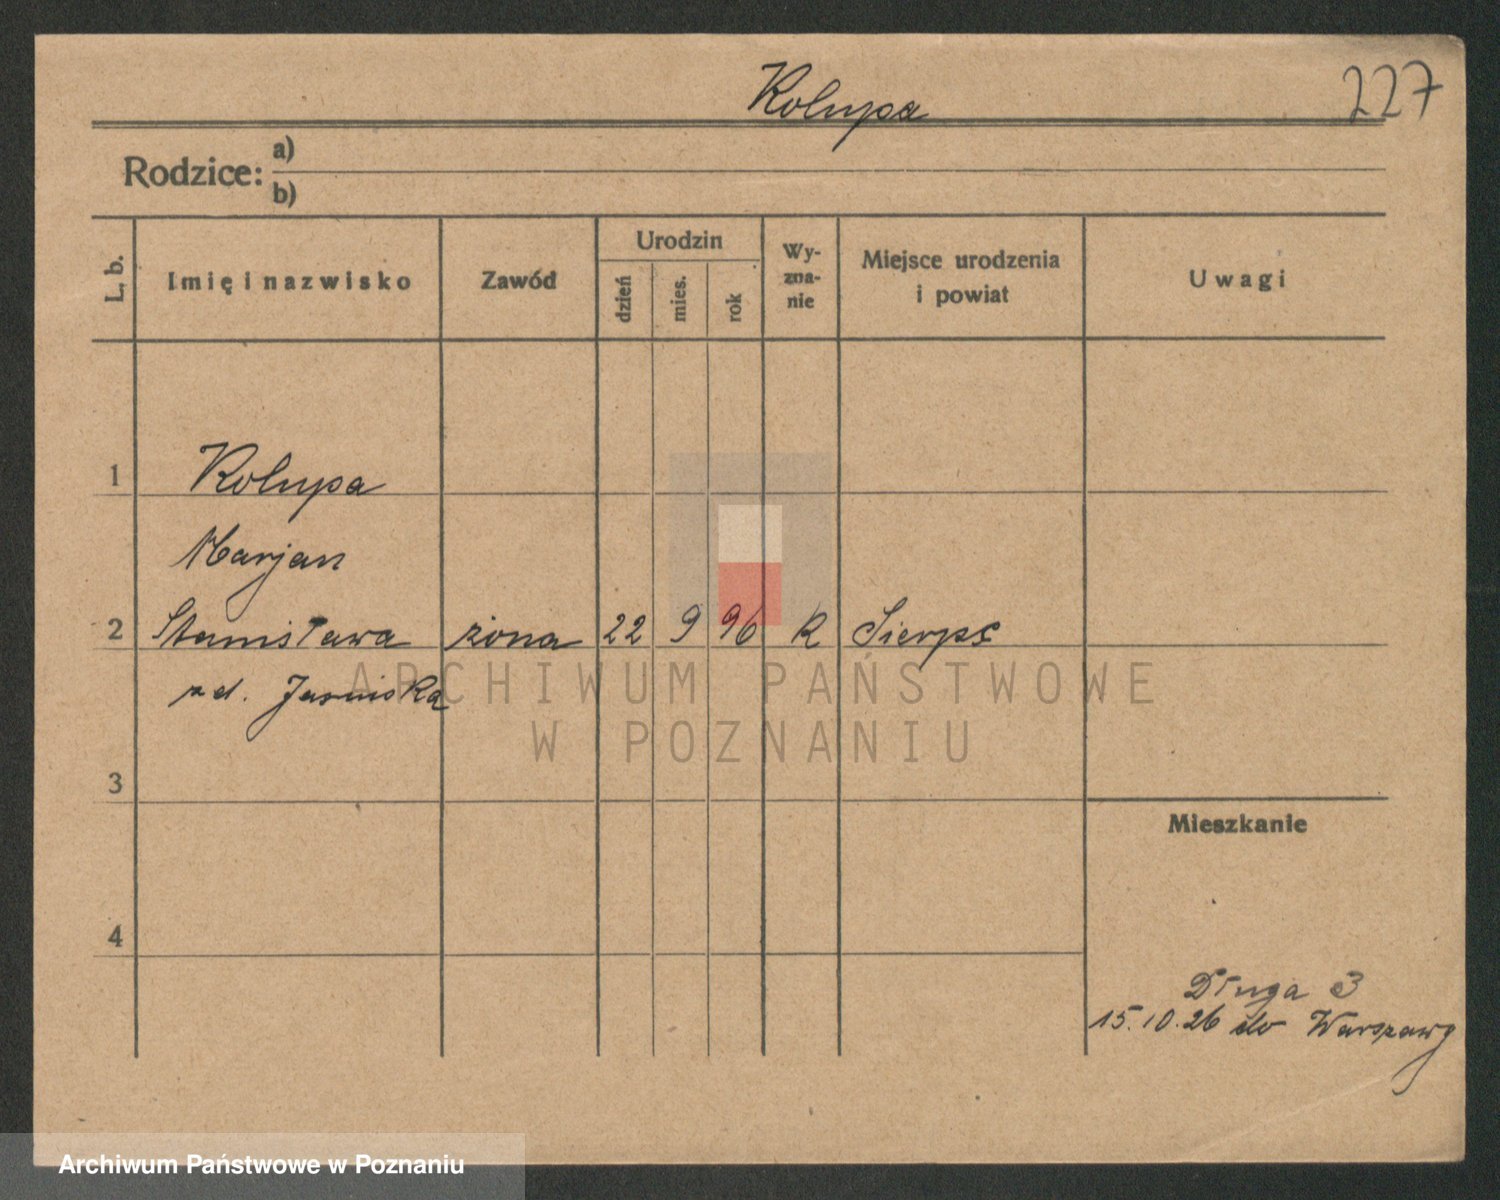 Kolupa
227
Rodzice: a)
b)
L. b.
Imię i nazwisko
Zawód
Urodzin
dzień
mies.
rok
Wy-
zna-
nie
Miejsce urodzenia
i powiat
Uwagi
1
Kolupa
Marjan
2
Stanisława żona 22 9 96 k Sierpc
zd. Jasińska
3
Mieszkanie
4
Długa 3
15.10.26 do Warszawy
ARCHIWUM PAŃSTWOWE
W POZNANIU
Archiwum Państwowe w Poznaniu